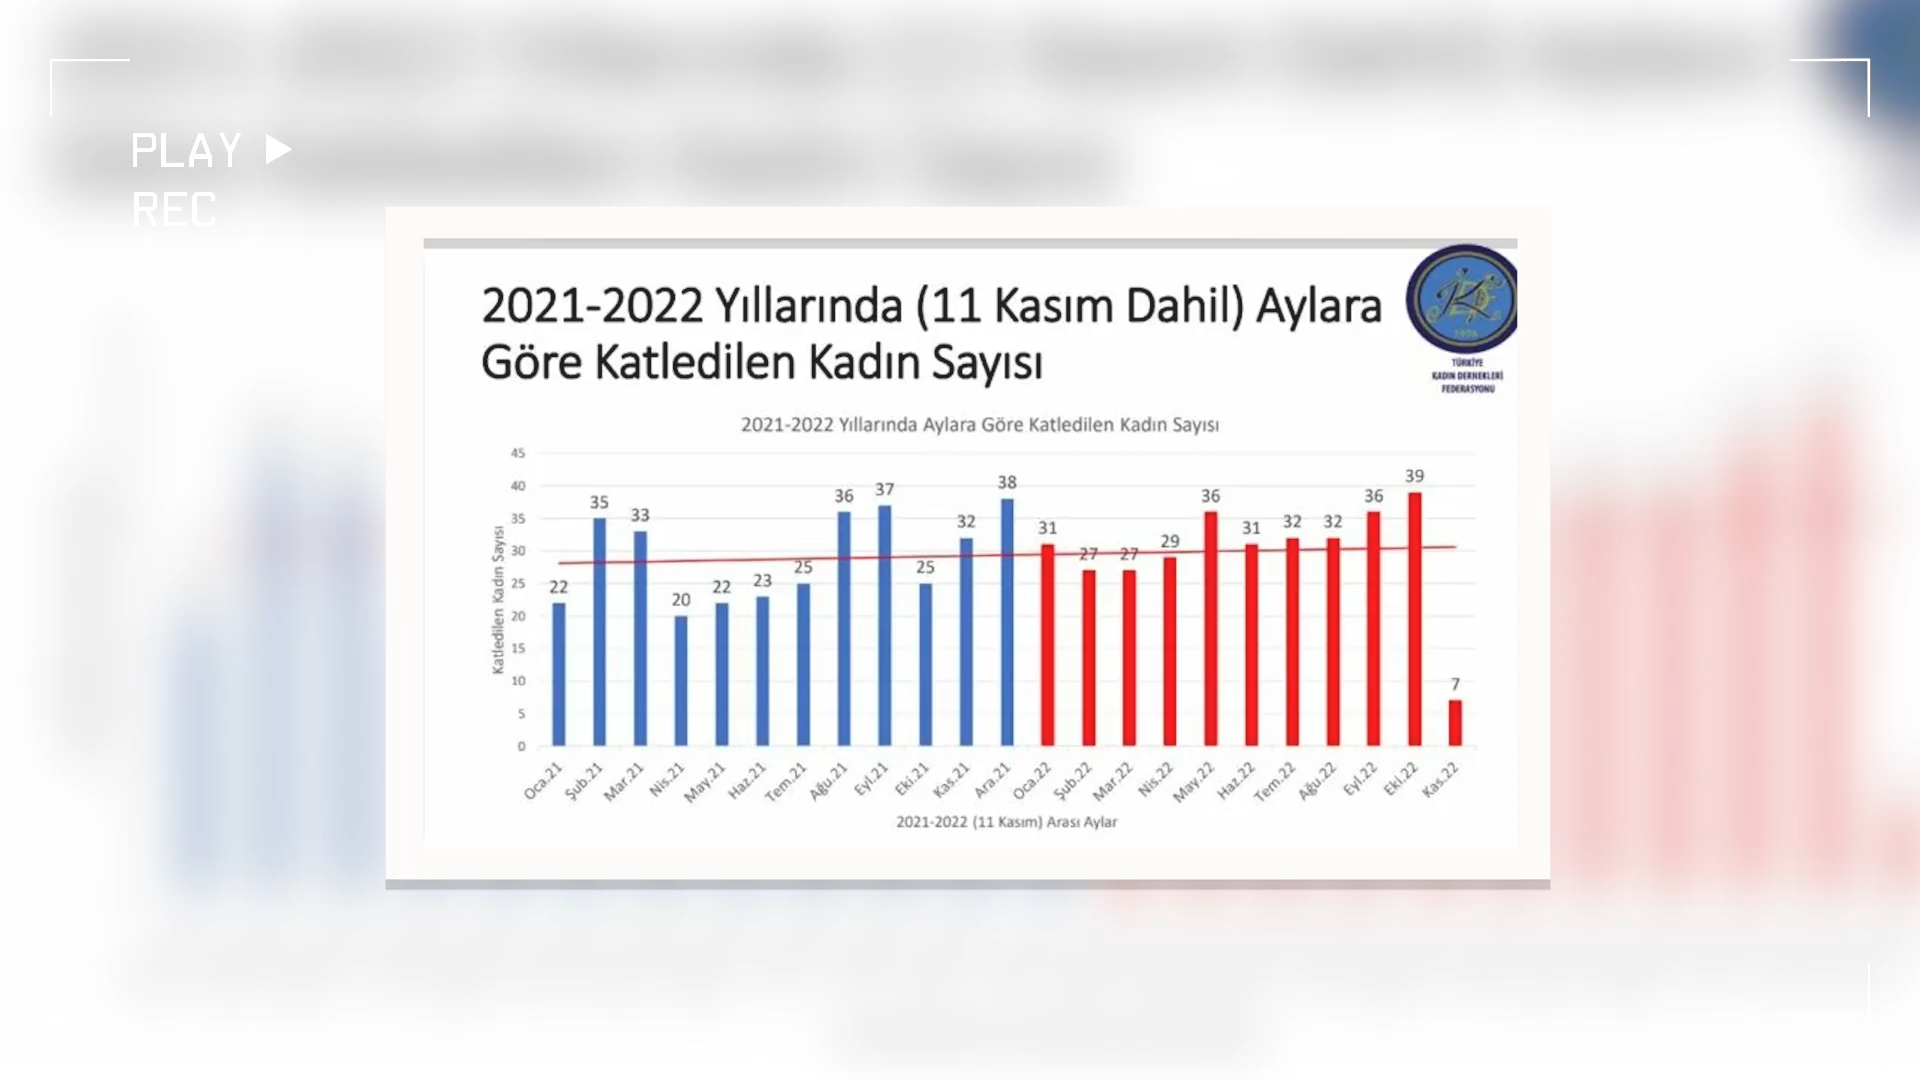 PLAY
REC
2021-2022 Yıllarında (11 Kasım Dahil) Aylara
Göre Katledilen Kadın Sayısı
TÜRKİYE
KADIN DERNEKLERİ
FEDERASYONU
2021-2022 Yıllarında Aylara Göre Katledilen Kadın Sayısı
Katledilen Kadın Sayısı
45
40
35
30
25
20
15
10
5
0
22
35
33
20
22
23
25
36
37
25
32
38
31
27
27
29
36
31
32
32
36
39
7
Oca.21
Şub.21
Mar.21
Nis.21
May.21
Haz.21
Tem.21
Ağu.21
Eyl.21
Eki.21
Kas.21
Ara.21
Oca.22
Şub.22
Mar.22
Nis.22
May.22
Haz.22
Tem.22
Ağu.22
Eyl.22
Eki.22
Kas.22
2021-2022 (11 Kasım) Arası Aylar